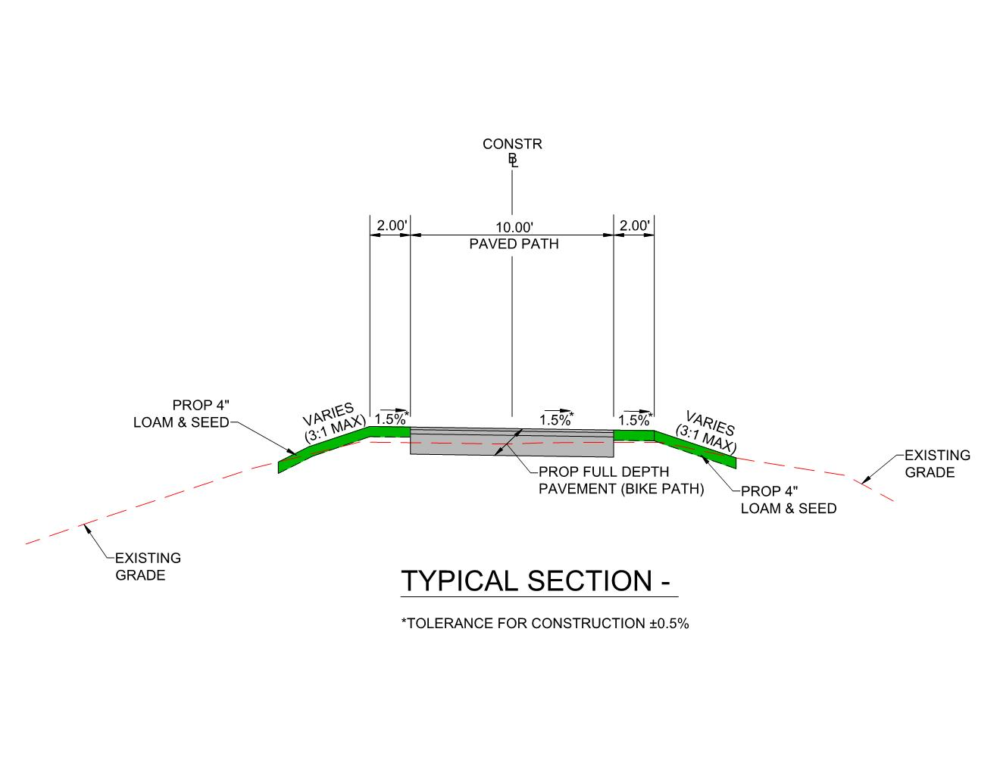 CONSTR
BL
2.00'
10.00'
2.00'
PAVED PATH
PROP 4"
LOAM & SEED
VARIES
(3:1 MAX)
1.5%*
1.5%*
1.5%*
VARIES
(3:1 MAX)
PROP FULL DEPTH
PAVEMENT (BIKE PATH)
EXISTING
GRADE
PROP 4"
LOAM & SEED
EXISTING
GRADE
TYPICAL SECTION -
*TOLERANCE FOR CONSTRUCTION ±0.5%